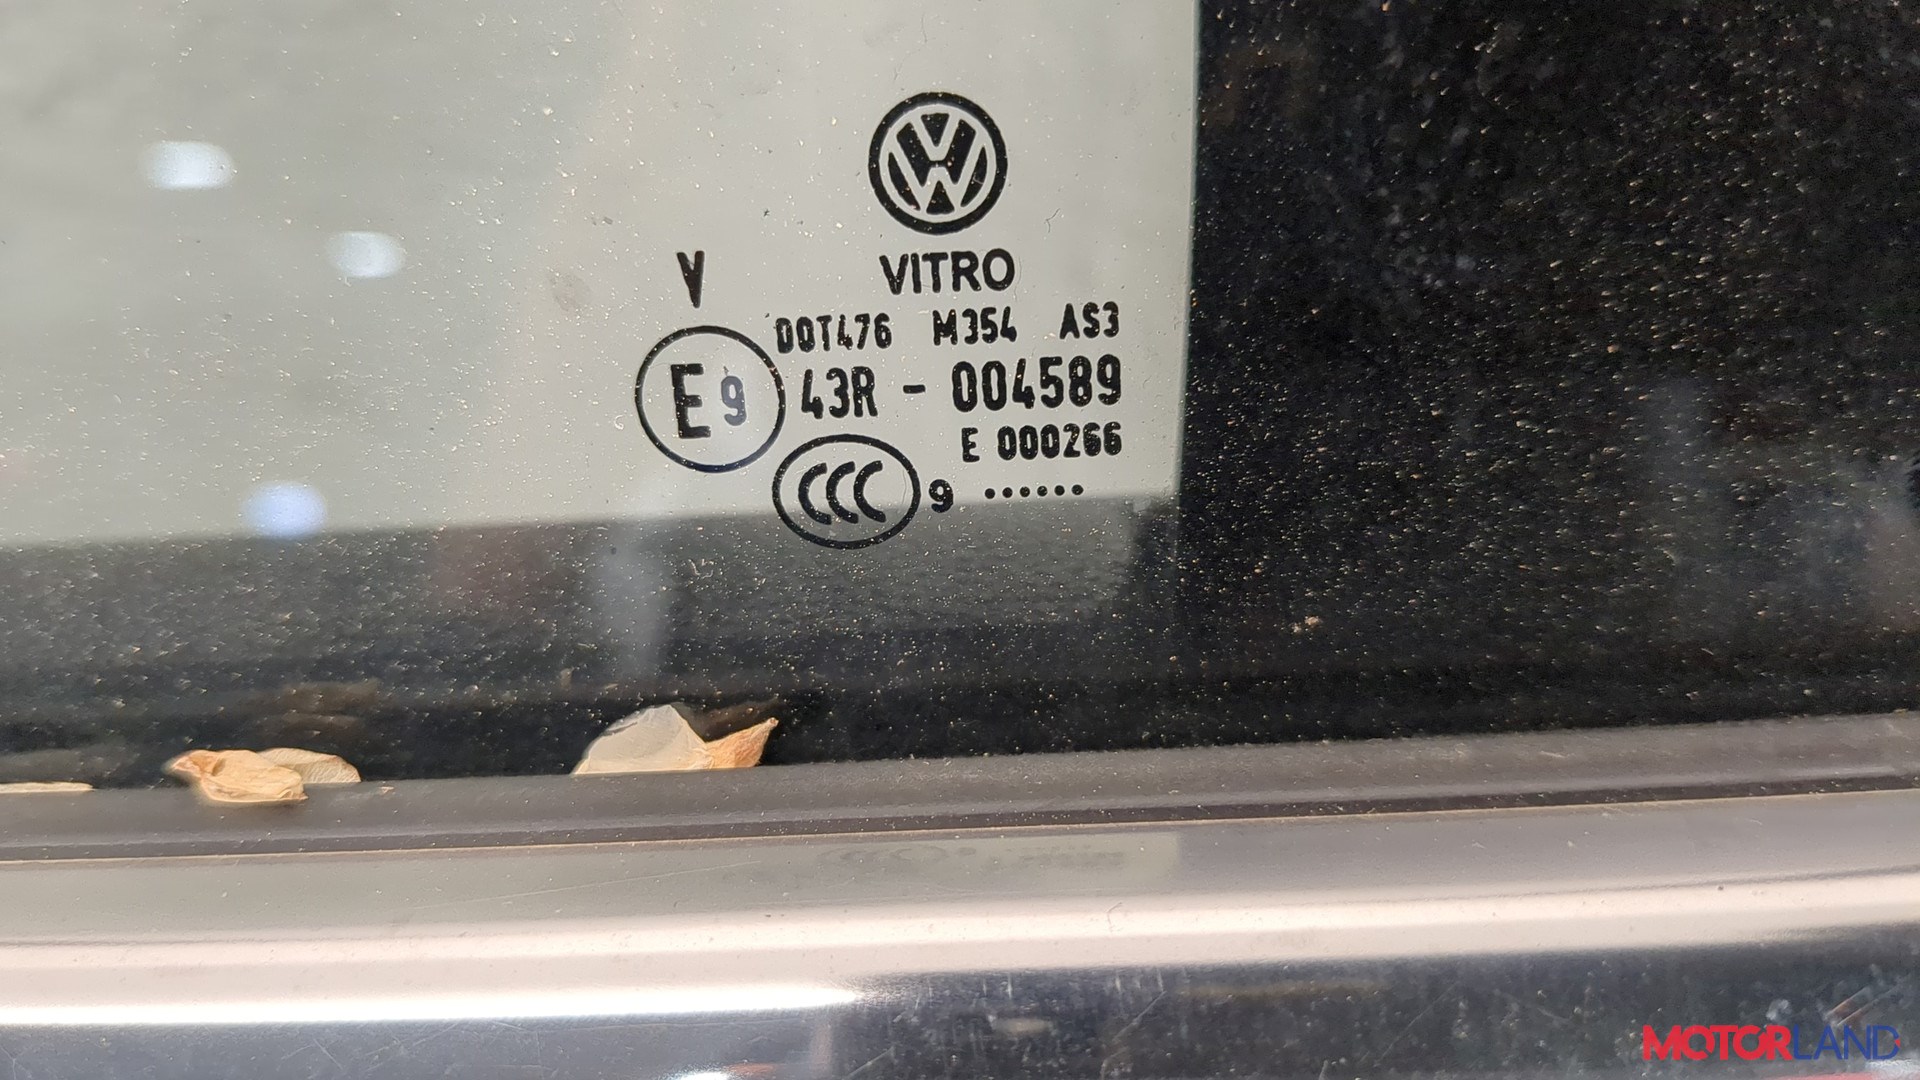 VITRO
V
DOT476 M354 AS3
E9 43R - 004589
E 000266
CCC 9 ••••••
MOTORLAND